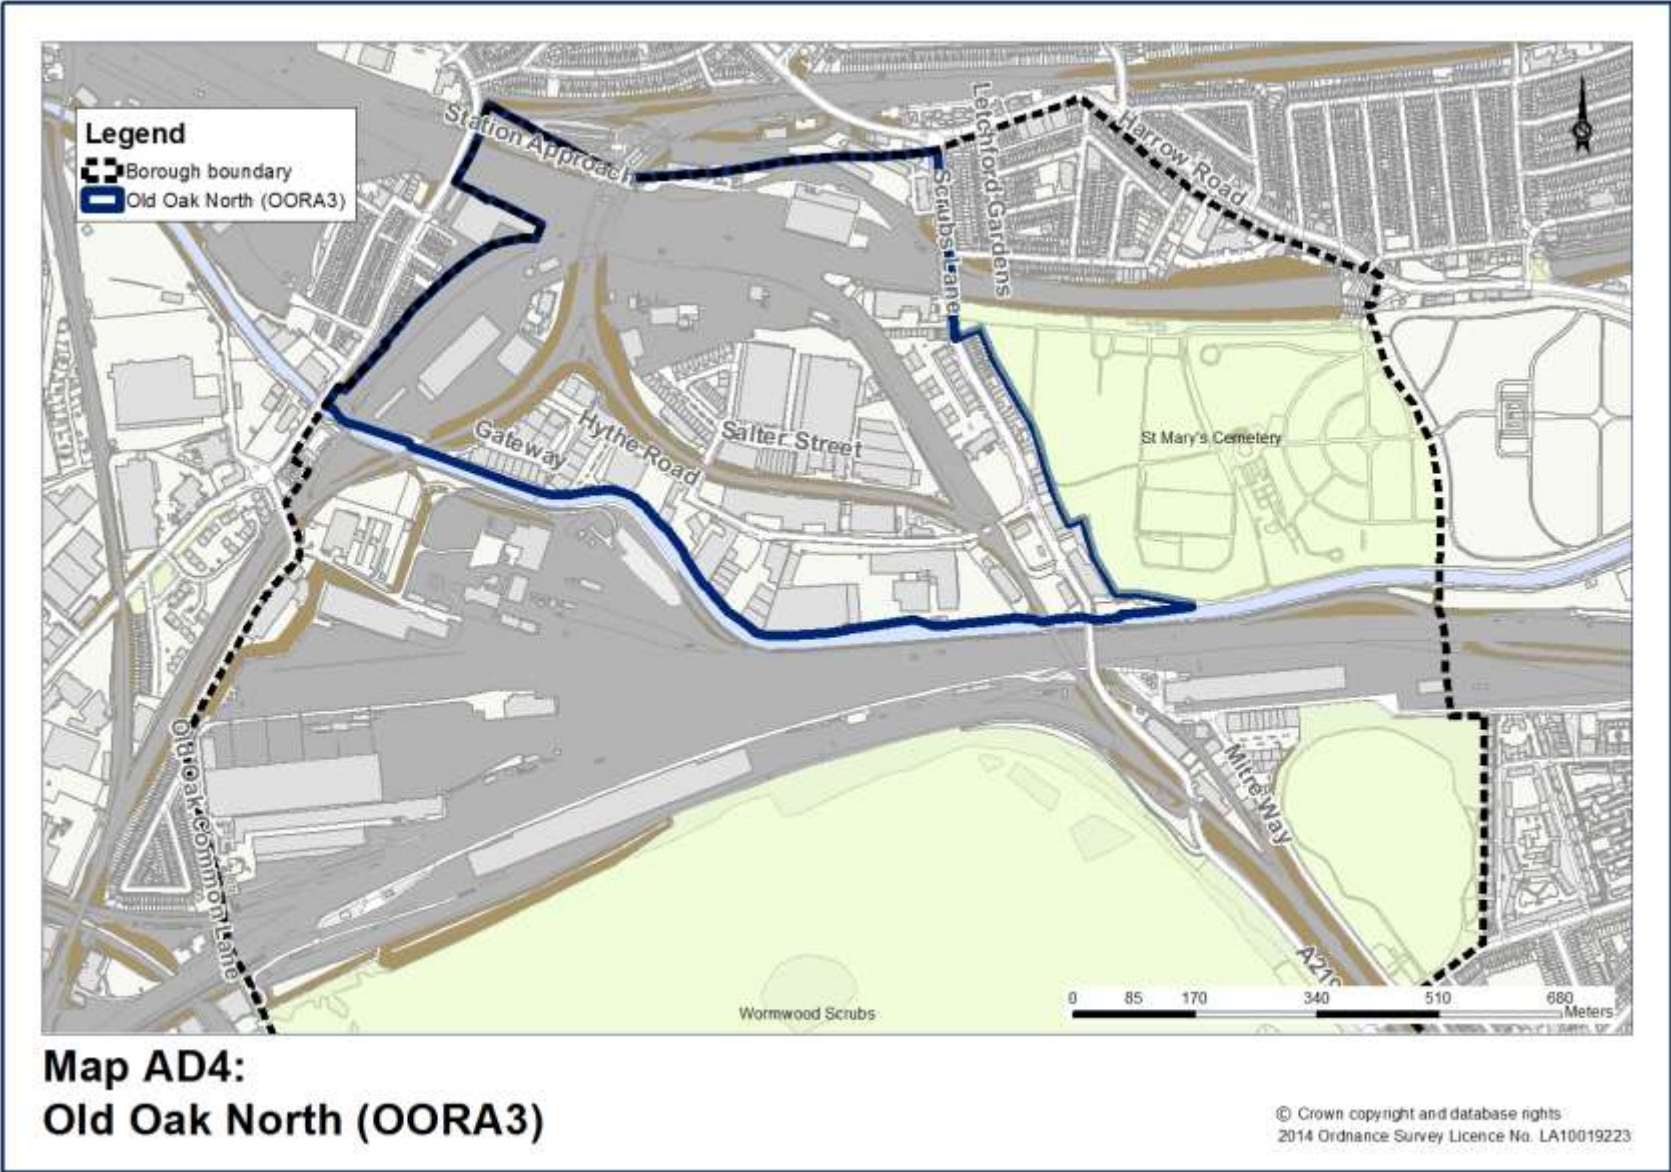 Legend
Borough boundary
Old Oak North (OORA3)
Station Approach
Letchford Gardens
Harrow Road
Scrubs Lane
St Mary's Cemetery
Gateway
Hythe Road
Salter Street
Old Oak Common Lane
Mitre Way
Wormwood Scrubs
0 85 170 340 510 680
Meters
Map AD4:
Old Oak North (OORA3)
© Crown copyright and database rights
2014 Ordnance Survey Licence No. LA10019223